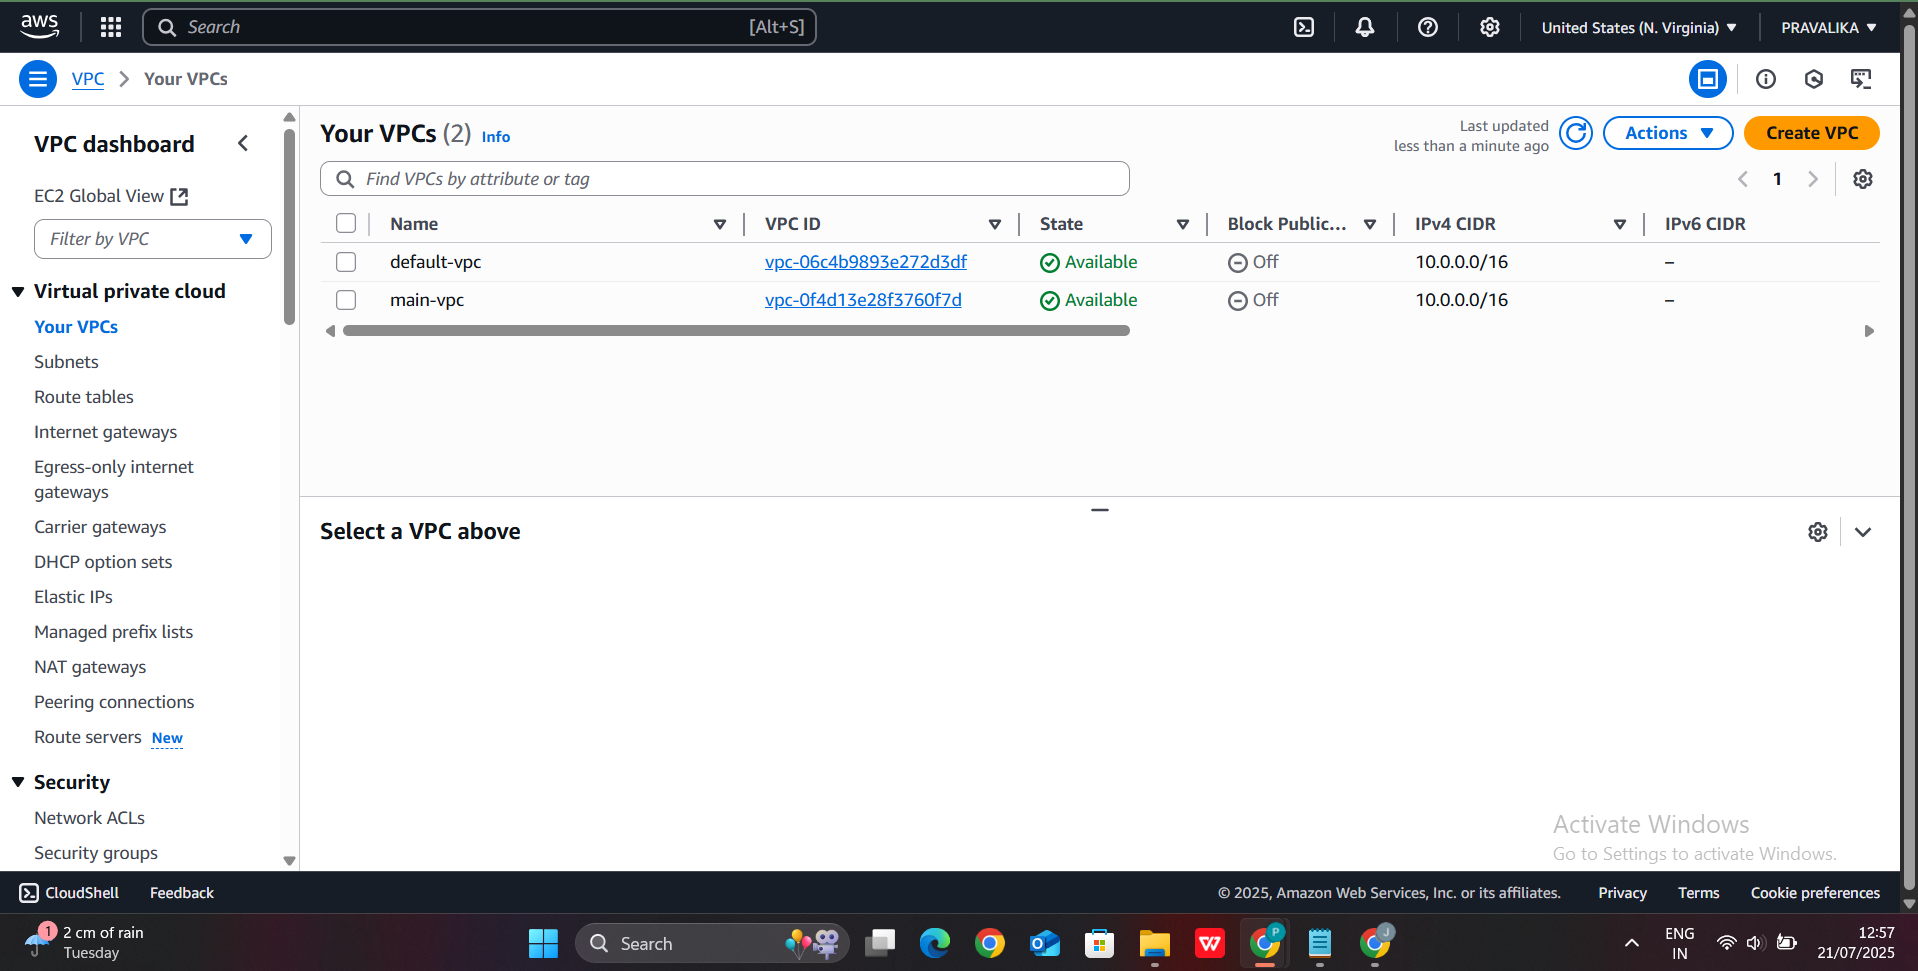 aws
Search
[Alt+S]
United States (N. Virginia)
PRAVALIKA
VPC
Your VPCs
VPC dashboard
EC2 Global View
Filter by VPC
Virtual private cloud
Your VPCs
Subnets
Route tables
Internet gateways
Egress-only internet
gateways
Carrier gateways
DHCP option sets
Elastic IPs
Managed prefix lists
NAT gateways
Peering connections
Route servers New
Security
Network ACLs
Security groups
Your VPCs (2) Info
Last updated
less than a minute ago
Actions
Create VPC
Find VPCs by attribute or tag
1
Name VPC ID State Block Public... IPv4 CIDR IPv6 CIDR
default-vpc vpc-06c4b9893e272d3df Available Off 10.0.0.0/16 –
main-vpc vpc-0f4d13e28f3760f7d Available Off 10.0.0.0/16 –
Select a VPC above
Activate Windows
Go to Settings to activate Windows.
CloudShell Feedback
© 2025, Amazon Web Services, Inc. or its affiliates. Privacy Terms Cookie preferences
1
2 cm of rain
Tuesday
Search
P
J
ENG
IN
12:57
21/07/2025